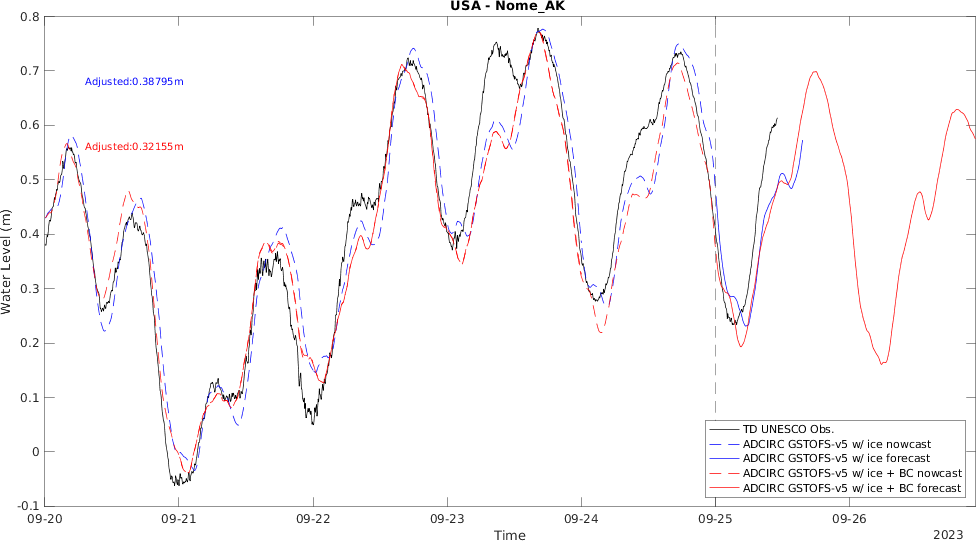 USA - Nome_AK
0.8
0.7
0.6
0.5
0.4
0.3
0.2
0.1
0
-0.1
Water Level (m)
Adjusted:0.38795m
Adjusted:0.32155m
TD UNESCO Obs.
ADCIRC GSTOFS-v5 w/ ice nowcast
ADCIRC GSTOFS-v5 w/ ice forecast
ADCIRC GSTOFS-v5 w/ice + BC nowcast
ADCIRC GSTOFS-v5 w/ice + BC forecast
09-20 09-21 09-22 09-23 09-24 09-25 09-26
Time
2023